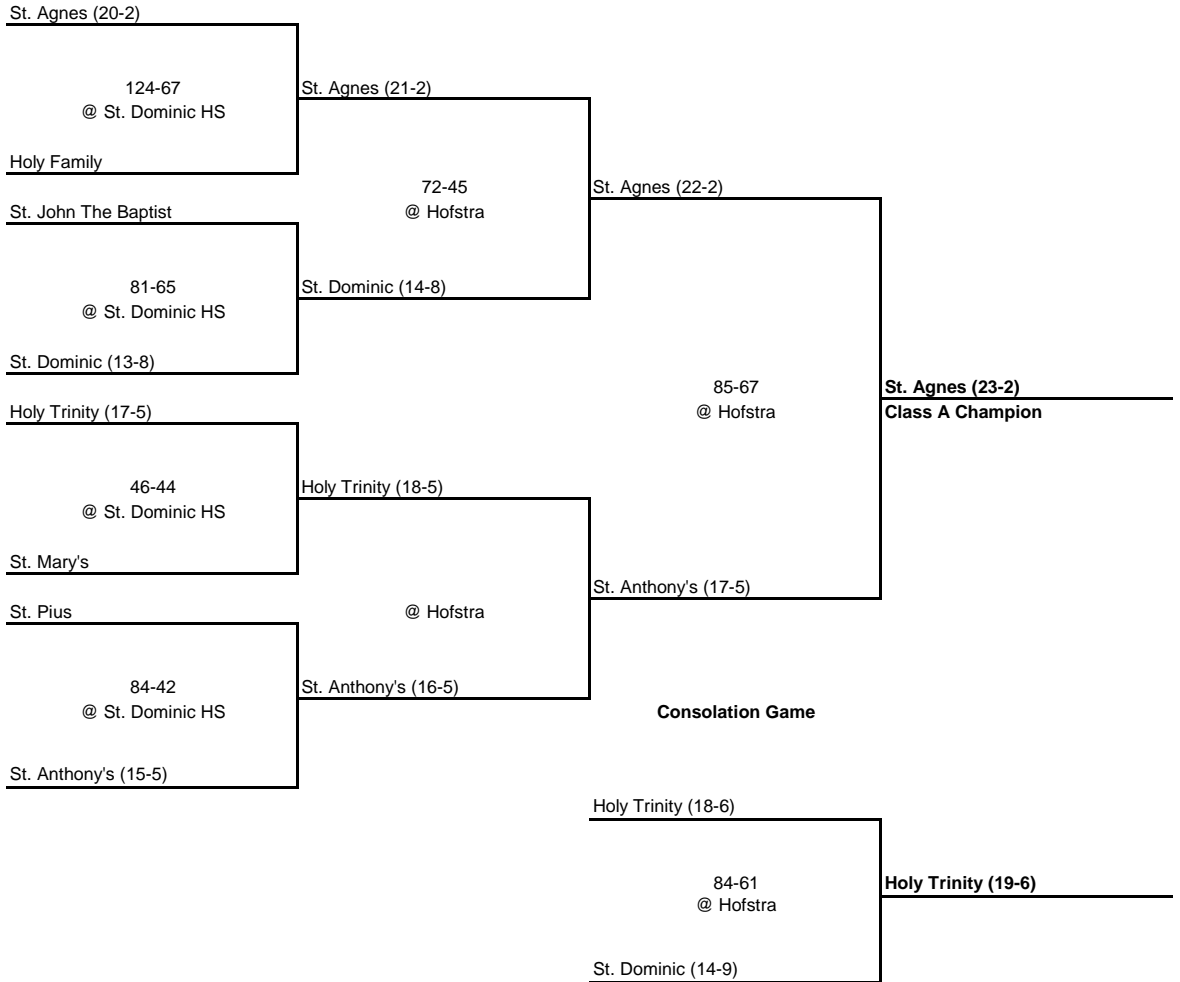 St. Agnes (20-2)
124-67
@ St. Dominic HS
St. Agnes (21-2)
Holy Family
72-45
@ Hofstra
St. Agnes (22-2)
St. John The Baptist
81-65
@ St. Dominic HS
St. Dominic (14-8)
St. Dominic (13-8)
85-67
@ Hofstra
St. Agnes (23-2)
Class A Champion
Holy Trinity (17-5)
46-44
@ St. Dominic HS
Holy Trinity (18-5)
St. Mary's
@ Hofstra
St. Anthony's (17-5)
St. Pius
84-42
@ St. Dominic HS
St. Anthony's (16-5)
St. Anthony's (15-5)
Consolation Game
Holy Trinity (18-6)
84-61
@ Hofstra
Holy Trinity (19-6)
St. Dominic (14-9)